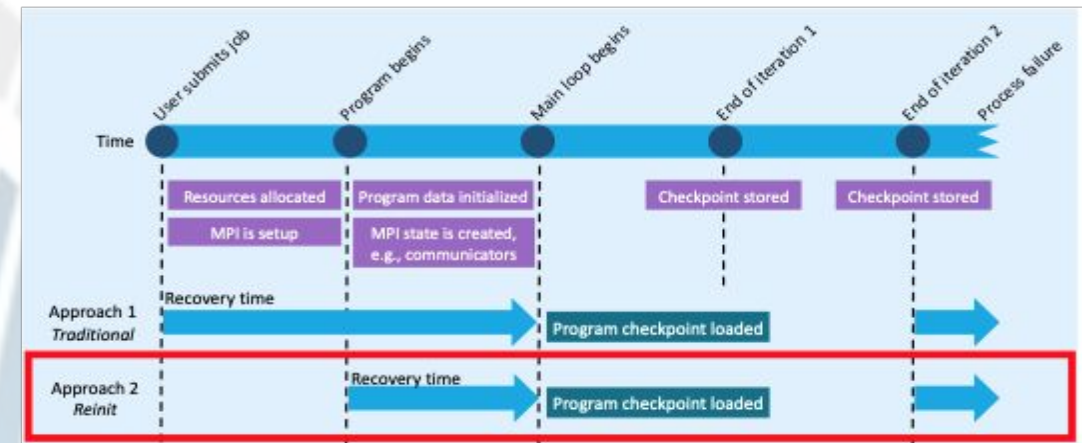 User submits job
Program begins
Main loop begins
End of iteration 1
End of iteration 2
Process failure
Time
Resources allocated
Program data initialized
Checkpoint stored
Checkpoint stored
MPI is setup
MPI state is created,
e.g., communicators
Recovery time
Approach 1
Traditional
Program checkpoint loaded
Recovery time
Approach 2
Reinit
Program checkpoint loaded